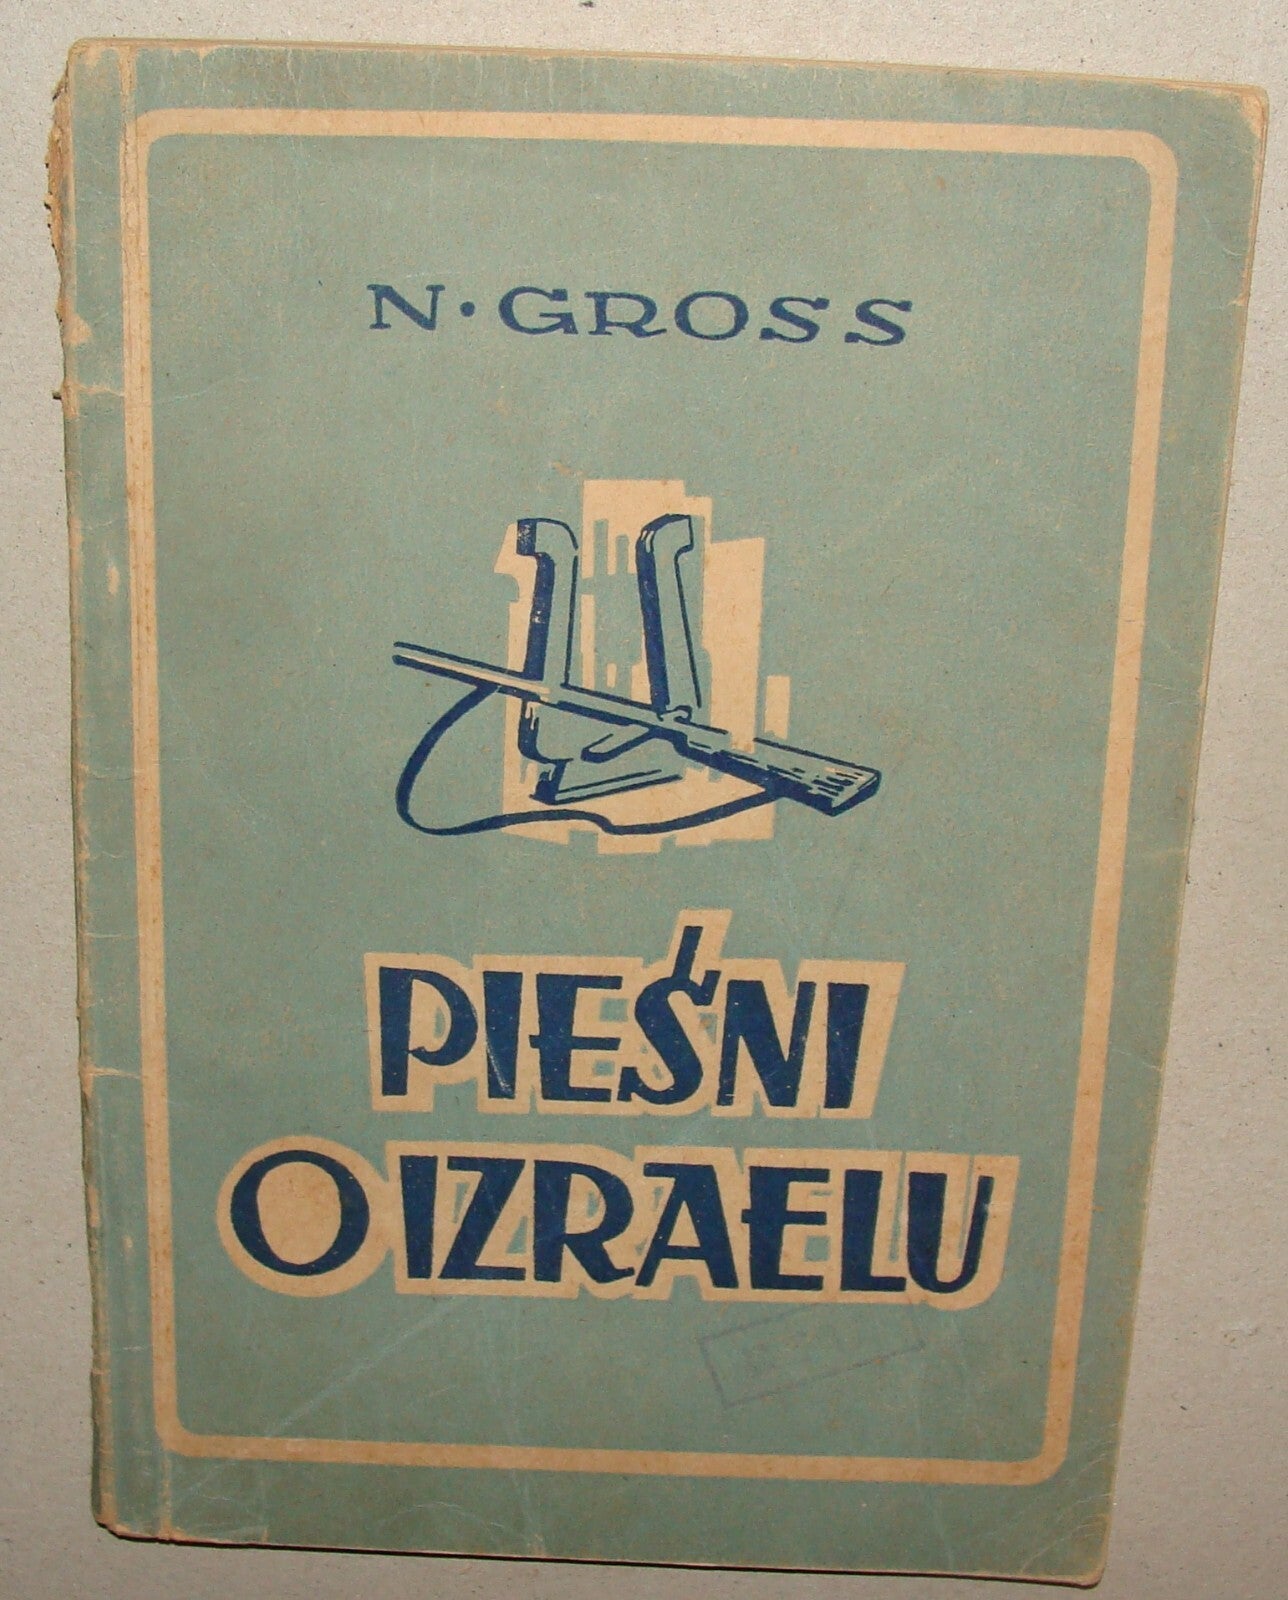 N. GROSS
PIEŚNI
O IZRAELU